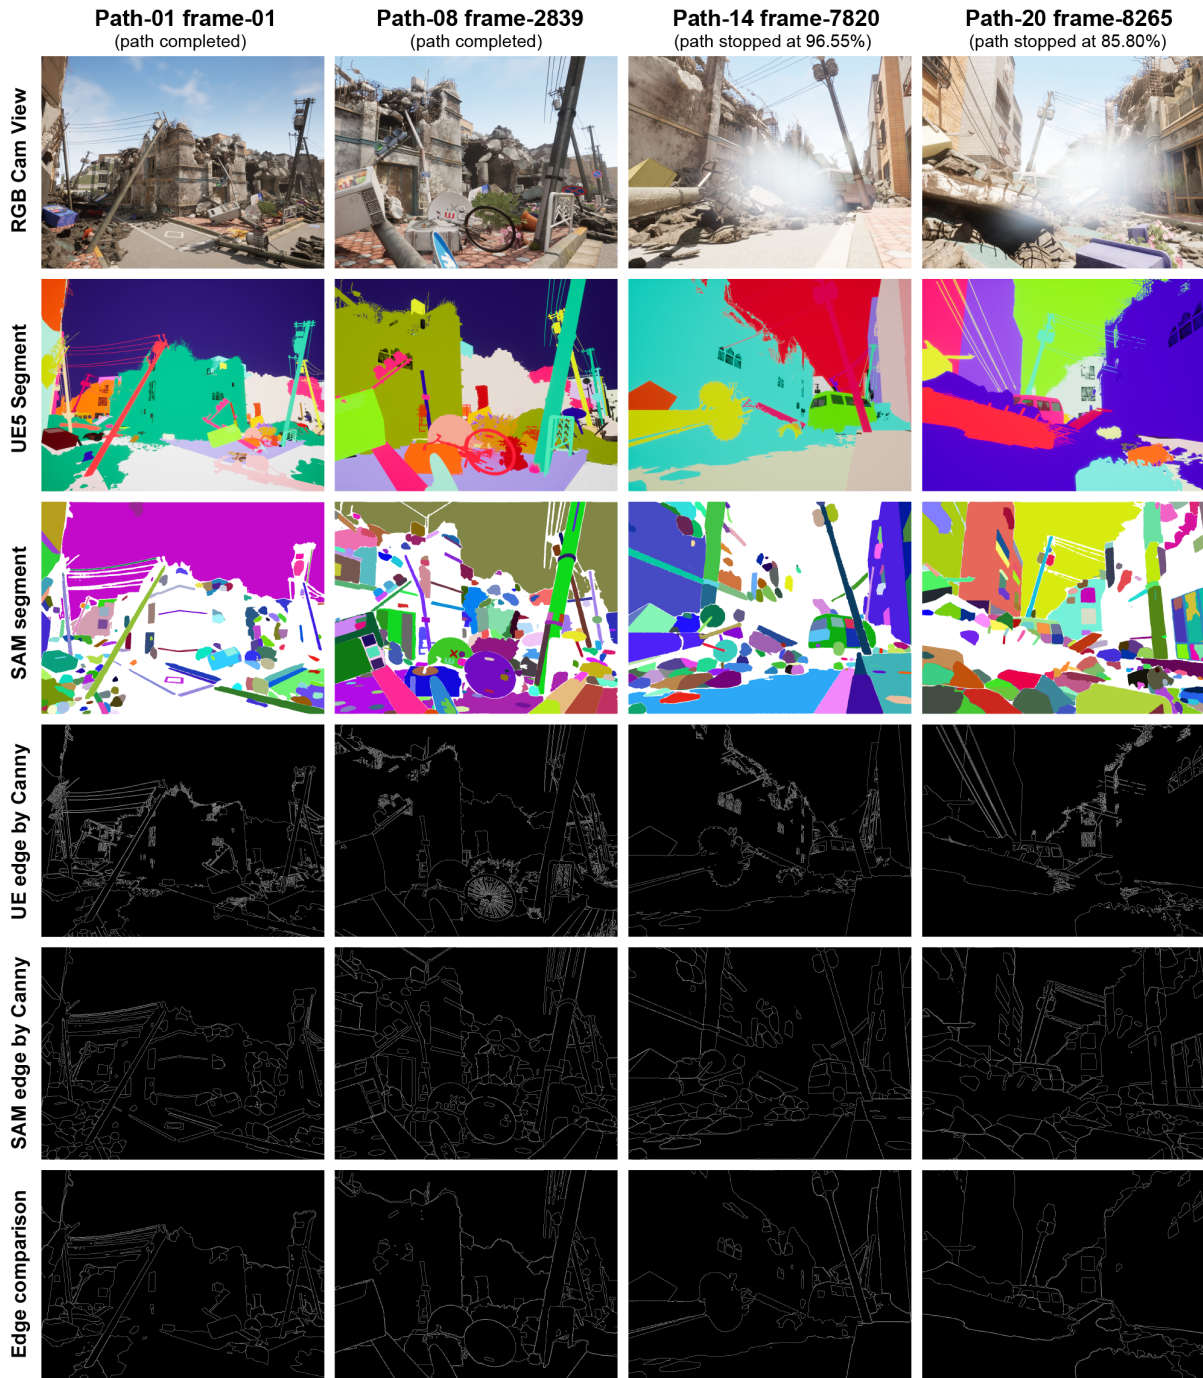 Path-01 frame-01
(path completed)
Path-08 frame-2839
(path completed)
Path-14 frame-7820
(path stopped at 96.55%)
Path-20 frame-8265
(path stopped at 85.80%)
RGB Cam View
UE5 Segment
SAM segment
UE edge by Canny
SAM edge by Canny
Edge comparison